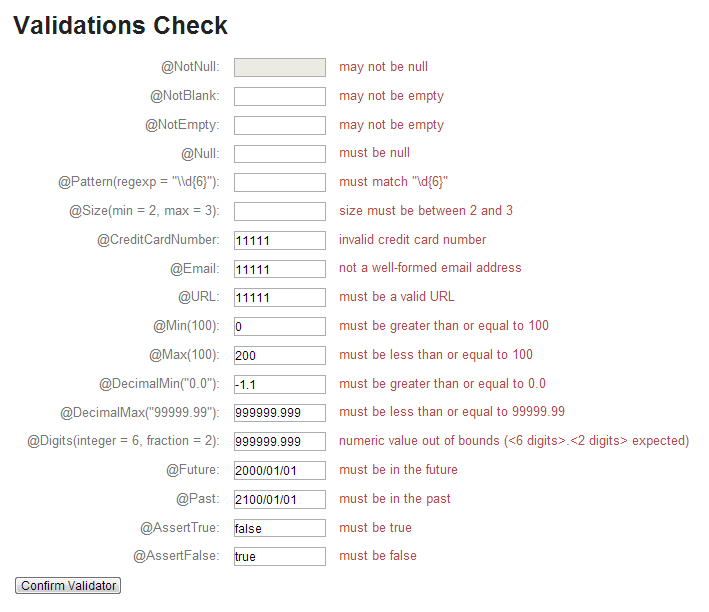 Validations Check
@NotNull: may not be null
@NotBlank: may not be empty
@NotEmpty: may not be empty
@Null: must be null
@Pattern(regexp = "\\d{6}"): must match "\d{6}"
@Size(min = 2, max = 3): size must be between 2 and 3
@CreditCardNumber: 11111 invalid credit card number
@Email: 11111 not a well-formed email address
@URL: 11111 must be a valid URL
@Min(100): 0 must be greater than or equal to 100
@Max(100): 200 must be less than or equal to 100
@DecimalMin("0.0"): -1.1 must be greater than or equal to 0.0
@DecimalMax("99999.99"): 999999.999 must be less than or equal to 99999.99
@Digits(integer = 6, fraction = 2): 999999.999 numeric value out of bounds (<6 digits>.<2 digits> expected)
@Future: 2000/01/01 must be in the future
@Past: 2100/01/01 must be in the past
@AssertTrue: false must be true
@AssertFalse: true must be false
Confirm Validator